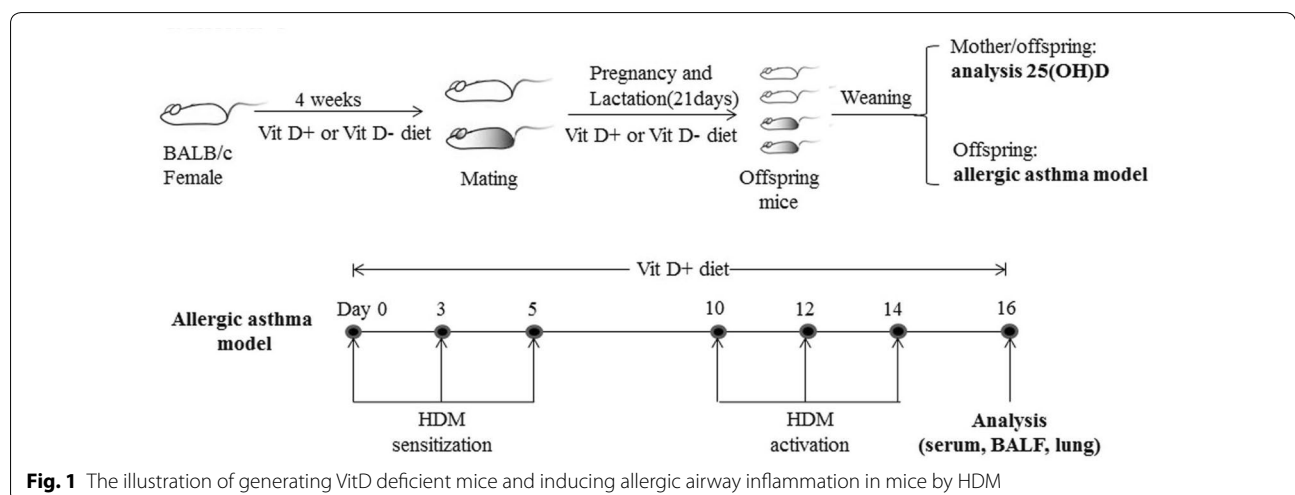 4 weeks
Vit D+ or Vit D- diet
BALB/c
Female
Mating
Pregnancy and
Lactation(21days)
Vit D+ or Vit D- diet
Offspring
mice
Weaning
Mother/offspring:
analysis 25(OH)D
Offspring:
allergic asthma model
Vit D+ diet
Allergic asthma
model
Day 0 3 5 10 12 14 16
HDM
sensitization
HDM
activation
Analysis
(serum, BALF, lung)
Fig. 1 The illustration of generating VitD deficient mice and inducing allergic airway inflammation in mice by HDM